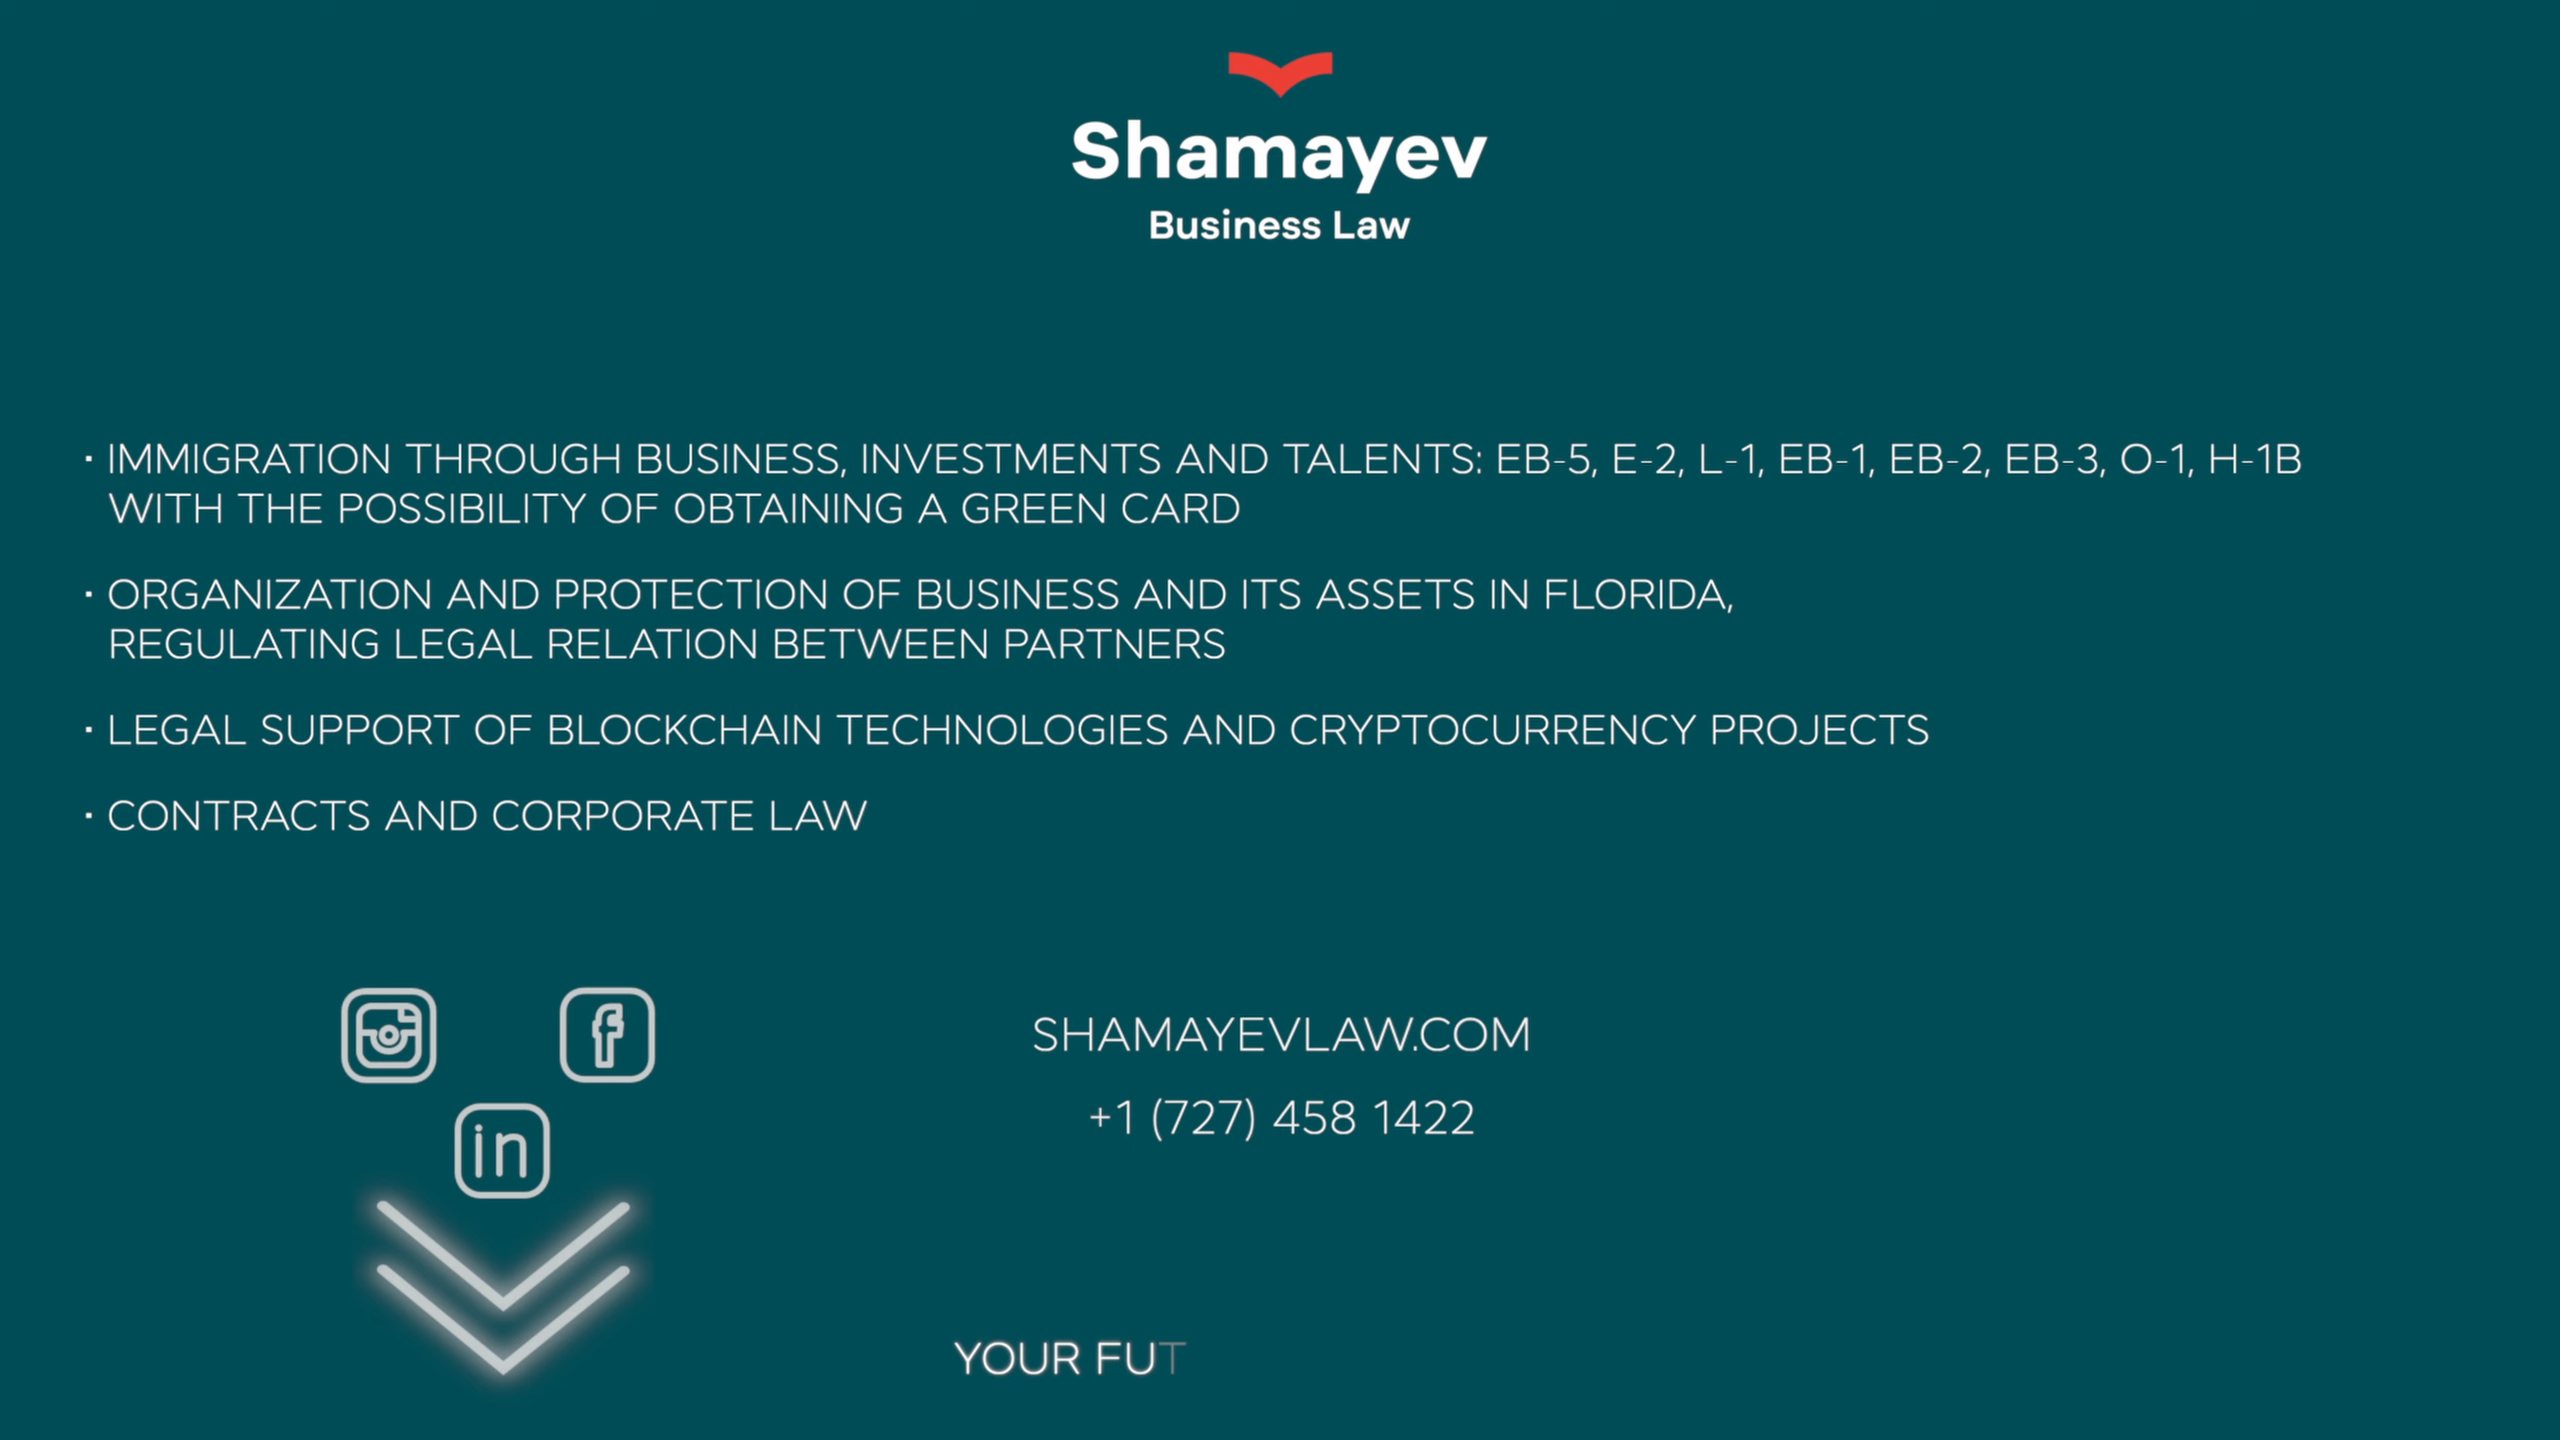 Shamayev
Business Law
· IMMIGRATION THROUGH BUSINESS, INVESTMENTS AND TALENTS: EB-5, E-2, L-1, EB-1, EB-2, EB-3, O-1, H-1B
WITH THE POSSIBILITY OF OBTAINING A GREEN CARD
· ORGANIZATION AND PROTECTION OF BUSINESS AND ITS ASSETS IN FLORIDA,
REGULATING LEGAL RELATION BETWEEN PARTNERS
· LEGAL SUPPORT OF BLOCKCHAIN TECHNOLOGIES AND CRYPTOCURRENCY PROJECTS
· CONTRACTS AND CORPORATE LAW
f
in
SHAMAYEVLAW.COM
+1 (727) 458 1422
YOUR FUT